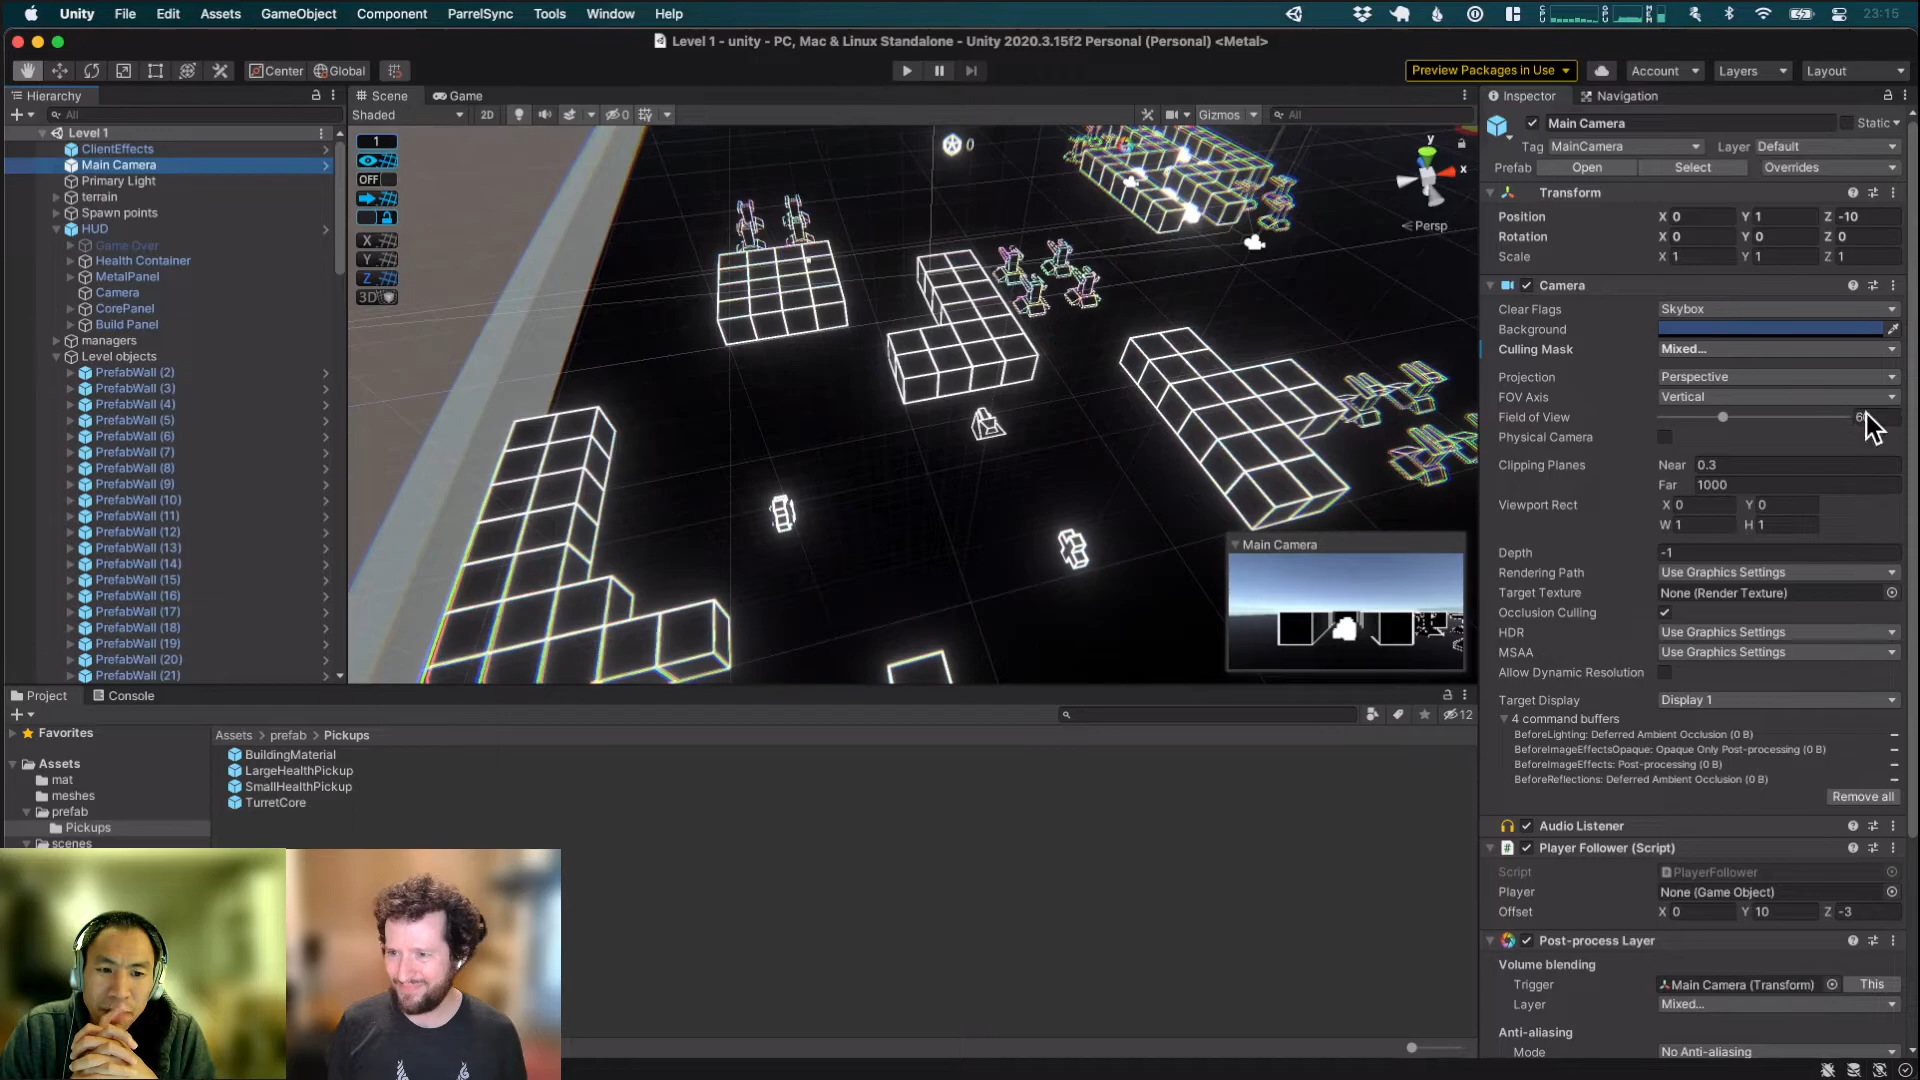 Unity File Edit Assets GameObject Component ParrelSync Tools Window Help 23:15
Level 1 - unity - PC, Mac & Linux Standalone - Unity 2020.3.15f2 Personal (Personal) <Metal>
Center Global Preview Packages in Use Account Layers Layout
Hierarchy
All
Level 1
ClientEffects
Main Camera
Primary Light
terrain
Spawn points
HUD
Game Over
Health Container
MetalPanel
Camera
CorePanel
Build Panel
managers
Level objects
PrefabWall (2)
PrefabWall (3)
PrefabWall (4)
PrefabWall (5)
PrefabWall (6)
PrefabWall (7)
PrefabWall (8)
PrefabWall (9)
PrefabWall (10)
PrefabWall (11)
PrefabWall (12)
PrefabWall (13)
PrefabWall (14)
PrefabWall (15)
PrefabWall (16)
PrefabWall (17)
PrefabWall (18)
PrefabWall (19)
PrefabWall (20)
PrefabWall (21)
Scene Game
Shaded 2D 0 Gizmos All
1
OFF
X
Y
Z
3D
0
y
x
Persp
Main Camera
Inspector Navigation
Main Camera Static
Tag MainCamera Layer Default
Prefab Open Select Overrides
Transform
Position X 0 Y 1 Z -10
Rotation X 0 Y 0 Z 0
Scale X 1 Y 1 Z 1
Camera
Clear Flags Skybox
Background
Culling Mask Mixed...
Projection Perspective
FOV Axis Vertical
Field of View
Physical Camera
Clipping Planes Near 0.3
Far 1000
Viewport Rect X 0 Y 0
W 1 H 1
Depth -1
Rendering Path Use Graphics Settings
Target Texture None (Render Texture)
Occlusion Culling
HDR Use Graphics Settings
MSAA Use Graphics Settings
Allow Dynamic Resolution
Target Display Display 1
4 command buffers
BeforeLighting: Deferred Ambient Occlusion (0 B)
BeforeImageEffectsOpaque: Opaque Only Post-processing (0 B)
BeforeImageEffects: Post-processing (0 B)
BeforeReflections: Deferred Ambient Occlusion (0 B)
Remove all
Audio Listener
Player Follower (Script)
Script PlayerFollower
Player None (Game Object)
Offset X 0 Y 10 Z -3
Post-process Layer
Volume blending
Trigger Main Camera (Transform) This
Layer Mixed...
Anti-aliasing
Mode No Anti-aliasing
Project Console
12
Favorites
Assets
mat
meshes
prefab
Pickups
scenes
Assets > prefab > Pickups
BuildingMaterial
LargeHealthPickup
SmallHealthPickup
TurretCore